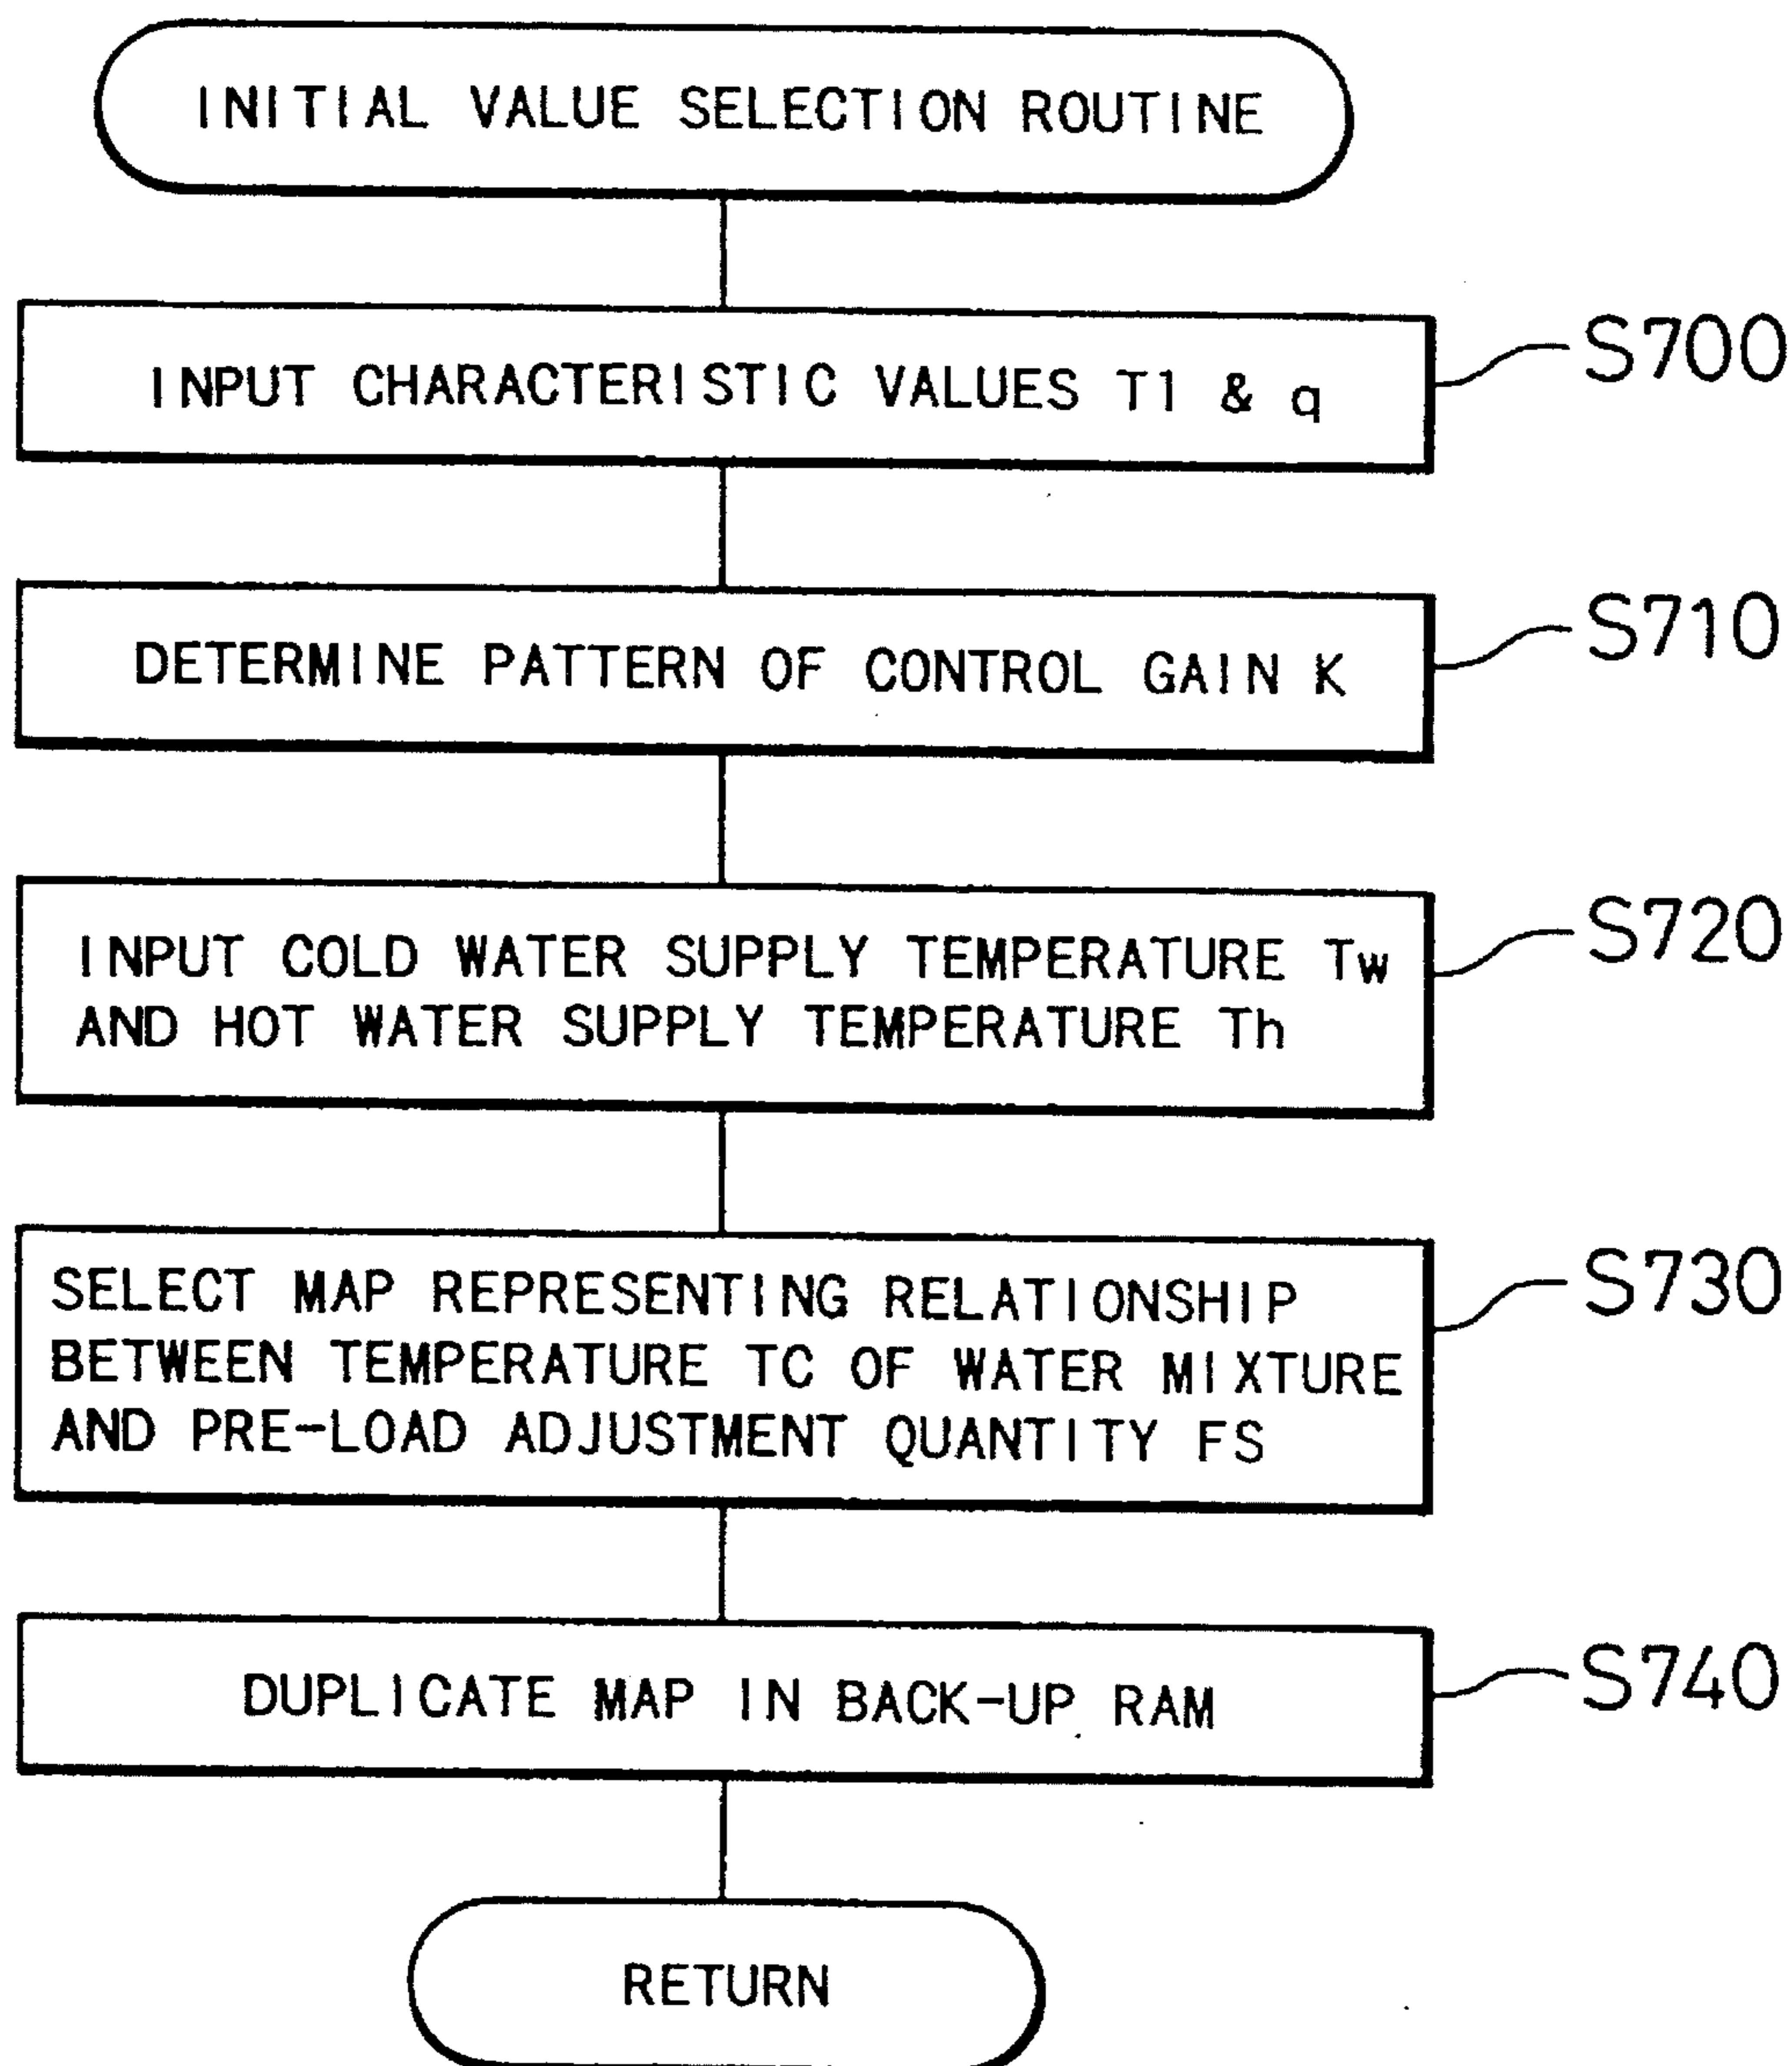 INITIAL VALUE SELECTION ROUTINE
INPUT CHARACTERISTIC VALUES T1 & q
S700
DETERMINE PATTERN OF CONTROL GAIN K
S710
INPUT COLD WATER SUPPLY TEMPERATURE Tw
AND HOT WATER SUPPLY TEMPERATURE Th
S720
SELECT MAP REPRESENTING RELATIONSHIP
BETWEEN TEMPERATURE TC OF WATER MIXTURE
AND PRE-LOAD ADJUSTMENT QUANTITY FS
S730
DUPLICATE MAP IN BACK-UP RAM
S740
RETURN